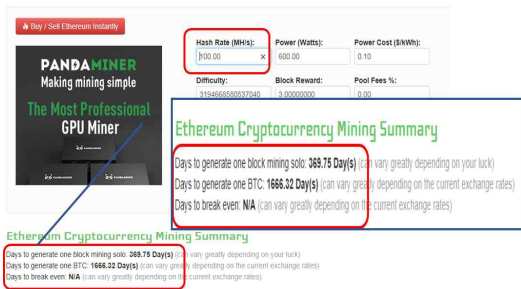 Buy / Sell Ethereum Instantly
PANDAMINER
Making mining simple
The Most Professional
GPU Miner
PANDAMINER
PANDAMINER
PANDAMINER
Hash Rate (MH/s):
Power (Watts):
Power Cost ($/kWh):
100.00
×
600.00
0.10
Difficulty:
Block Reward:
Pool Fees %:
3194668580537040
3.00000000
0.00
Ethereum Cryptocurrency Mining Summary
Days to generate one block mining solo: 369.75 Day(s) (can vary greatly depending on your luck)
Days to generate one BTC: 1666.32 Day(s) (can vary greatly depending on the current exchange rates)
Days to break even: N/A (can vary greatly depending on the current exchange rates)
Ethereum Cryptocurrency Mining Summary
Days to generate one block mining solo: 369.75 Day(s) (can vary greatly depending on your luck)
Days to generate one BTC: 1666.32 Day(s) (can vary greatly depending on the current exchange rates)
Days to break even: N/A (can vary greatly depending on the current exchange rates)